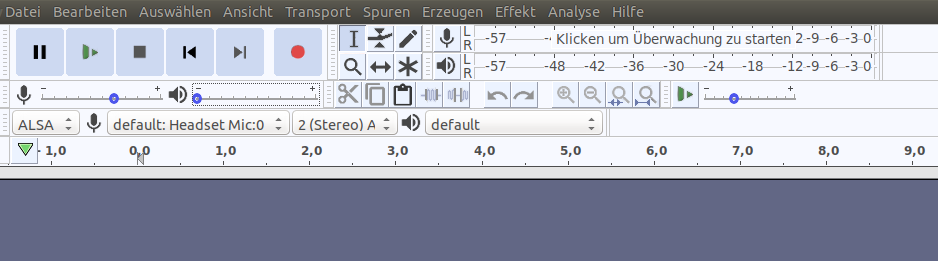 Datei Bearbeiten Auswählen Ansicht Transport Spuren Erzeugen Effekt Analyse Hilfe
L R -57 - Klicken um Überwachung zu starten 2 -9 -6 -3 0
L R -57 -48 -42 -36 -30 -24 -18 -12 -9 -6 -3 0
- + - + - +
ALSA default: Headset Mic:0 2 (Stereo) A default
- 1,0 0,0 1,0 2,0 3,0 4,0 5,0 6,0 7,0 8,0 9,0